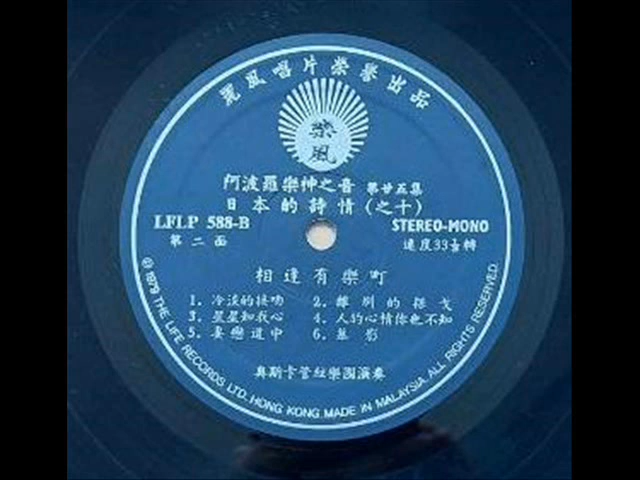 麗風唱片榮譽出品
樂風
阿波羅樂神之音 第廿五集
日本的詩情(之十)
LFLP 588-B
STEREO-MONO
第二面
速度33⅓轉
相逢有樂町
1. 冷淡的接吻
2. 離別的探戈
3. 星星知我心
4. 人的心情你也不知
5. 妻戀道中
6. 基影
奧斯卡管絃樂團演奏
℗ 1979 THE LIFE RECORDS LTD. HONG KONG MADE IN MALAYSIA. ALL RIGHTS RESERVED.